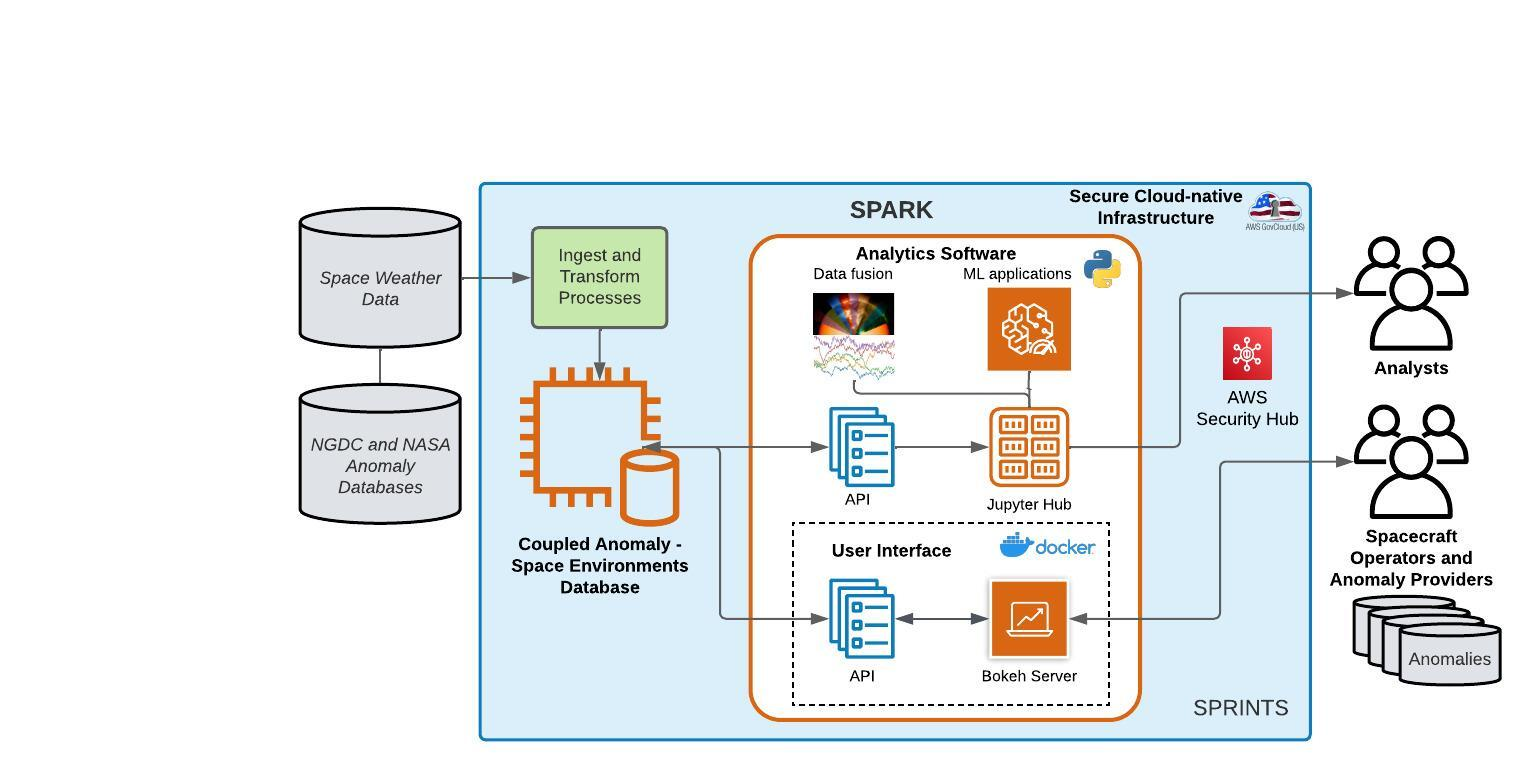 SPARK
Secure Cloud-native
Infrastructure
AWS GovCloud (US)
Space Weather
Data
NGDC and NASA
Anomaly
Databases
Ingest and
Transform
Processes
Coupled Anomaly -
Space Environments
Database
Analytics Software
Data fusion
ML applications
API
Jupyter Hub
User Interface
docker
API
Bokeh Server
AWS
Security Hub
SPRINTS
Analysts
Spacecraft
Operators and
Anomaly Providers
Anomalies